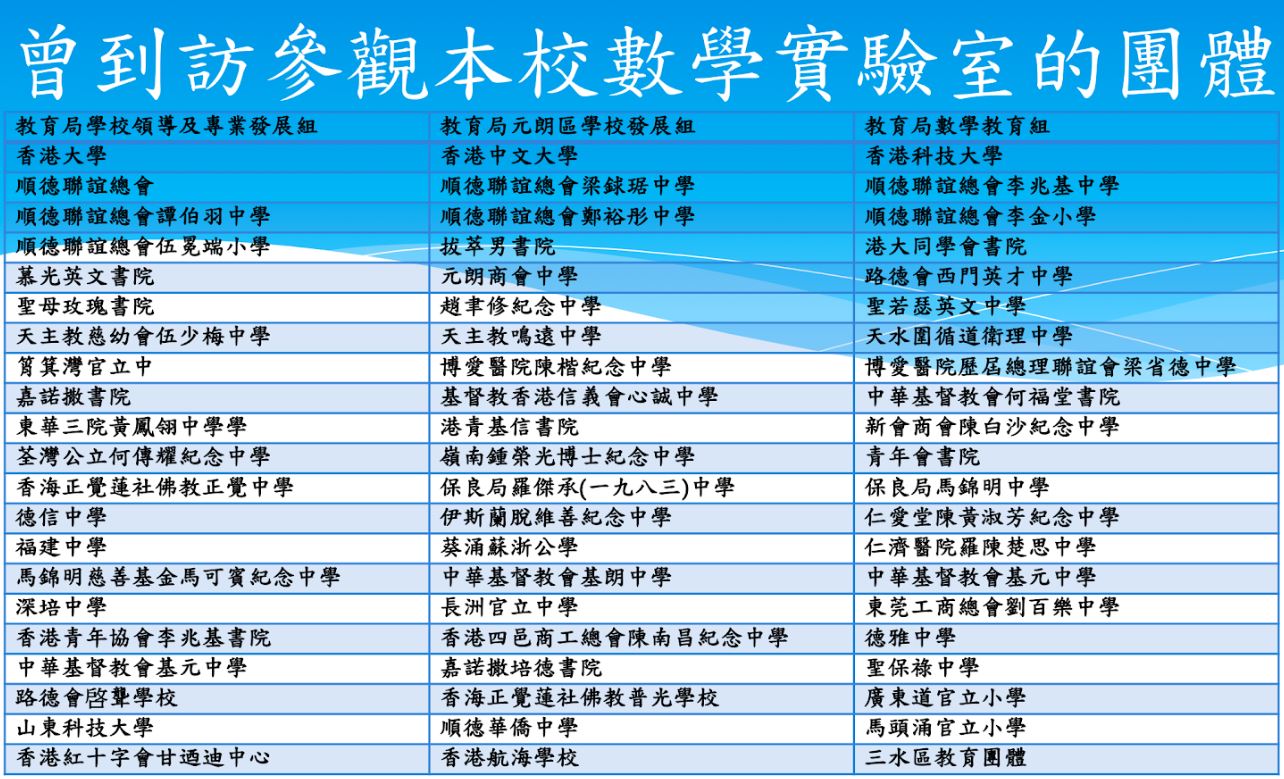 曾到訪參觀本校數學實驗室的團體
教育局學校領導及專業發展組 教育局元朗區學校發展組 教育局數學教育組
香港大學 香港中文大學 香港科技大學
順德聯誼總會 順德聯誼總會梁銶琚中學 順德聯誼總會李兆基中學
順德聯誼總會譚伯羽中學 順德聯誼總會鄭裕彤中學 順德聯誼總會李金小學
順德聯誼總會伍冕端小學 拔萃男書院 港大同學會書院
慕光英文書院 元朗商會中學 路德會西門英才中學
聖母玫瑰書院 趙聿修紀念中學 聖若瑟英文中學
天主教慈幼會伍少梅中學 天主教鳴遠中學 天水圍循道衛理中學
筲箕灣官立中 博愛醫院陳楷紀念中學 博愛醫院歷屆總理聯誼會梁省德中學
嘉諾撒書院 基督教香港信義會心誠中學 中華基督教會何福堂書院
東華三院黃鳳翎中學學 港青基信書院 新會商會陳白沙紀念中學
荃灣公立何傳耀紀念中學 嶺南鍾榮光博士紀念中學 青年會書院
香海正覺蓮社佛教正覺中學 保良局羅傑承(一九八三)中學 保良局馬錦明中學
德信中學 伊斯蘭脫維善紀念中學 仁愛堂陳黃淑芳紀念中學
福建中學 葵涌蘇浙公學 仁濟醫院羅陳楚思中學
馬錦明慈善基金馬可賓紀念中學 中華基督教會基朗中學 中華基督教會基元中學
深培中學 長洲官立中學 東莞工商總會劉百樂中學
香港青年協會李兆基書院 香港四邑商工總會陳南昌紀念中學 德雅中學
中華基督教會基元中學 嘉諾撒培德書院 聖保祿中學
路德會啓聾學校 香海正覺蓮社佛教普光學校 廣東道官立小學
山東科技大學 順德華僑中學 馬頭涌官立小學
香港紅十字會甘迺迪中心 香港航海學校 三水區教育團體